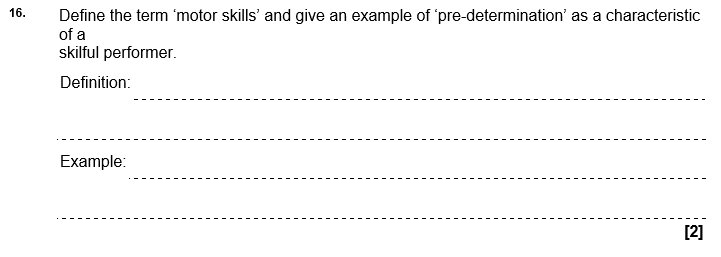 16. Define the term ‘motor skills’ and give an example of ‘pre-determination’ as a characteristic
of a
skilful performer.
Definition:
Example:
[2]